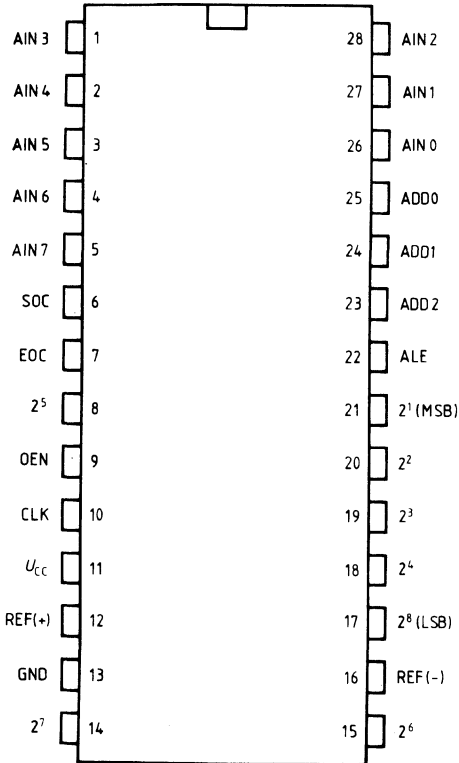 AIN 3 1 28 AIN 2
AIN 4 2 27 AIN 1
AIN 5 3 26 AIN 0
AIN 6 4 25 ADD0
AIN 7 5 24 ADD1
SOC 6 23 ADD 2
EOC 7 22 ALE
2⁵ 8 21 2¹ (MSB)
OEN 9 20 2²
CLK 10 19 2³
U_CC 11 18 2⁴
REF(+) 12 17 2⁸ (LSB)
GND 13 16 REF (-)
2⁷ 14 15 2⁶